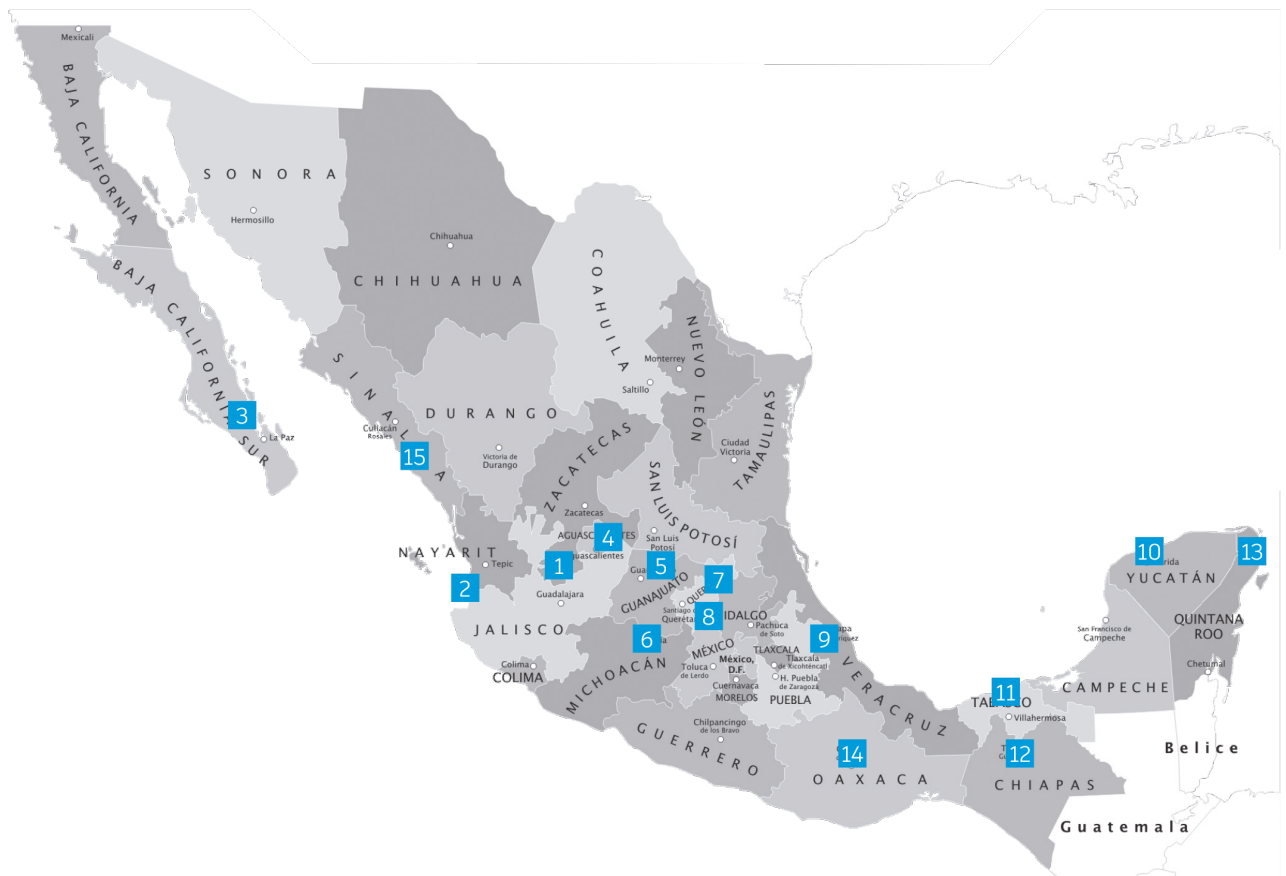 Mexicali
BAJA CALIFORNIA
SONORA
Hermosillo
Chihuahua
CHIHUAHUA
COAHUILA
BAJA CALIFORNIA SUR
3
La Paz
SINALOA
Culiacán
Rosales
15
DURANGO
Victoria de
Durango
NUEVO LEÓN
Monterrey
Saltillo
TAMAULIPAS
Ciudad
Victoria
ZACATECAS
Zacatecas
SAN LUIS POTOSÍ
San Luis
Potosí
4
NAYARIT
Tepic
1
2
Guadalajara
JALISCO
5
GUANAJUATO
7
Santiago
Querétaro
8
6
Pachuca
de Soto
9
Colima
COLIMA
MICHOACÁN
MÉXICO
Toluca
de Lerdo
México,
D.F.
Cuernavaca
MORELOS
TLAXCALA
Tlaxcala
de Xicohténcatl
H. Puebla
de Zaragoza
PUEBLA
VERACRUZ
Chilpancingo
de los Bravo
GUERRERO
14
OAXACA
10
13
YUCATÁN
QUINTANA
ROO
San Francisco de
Campeche
Chetumal
CAMPECHE
11
Villahermosa
12
CHIAPAS
Belice
Guatemala